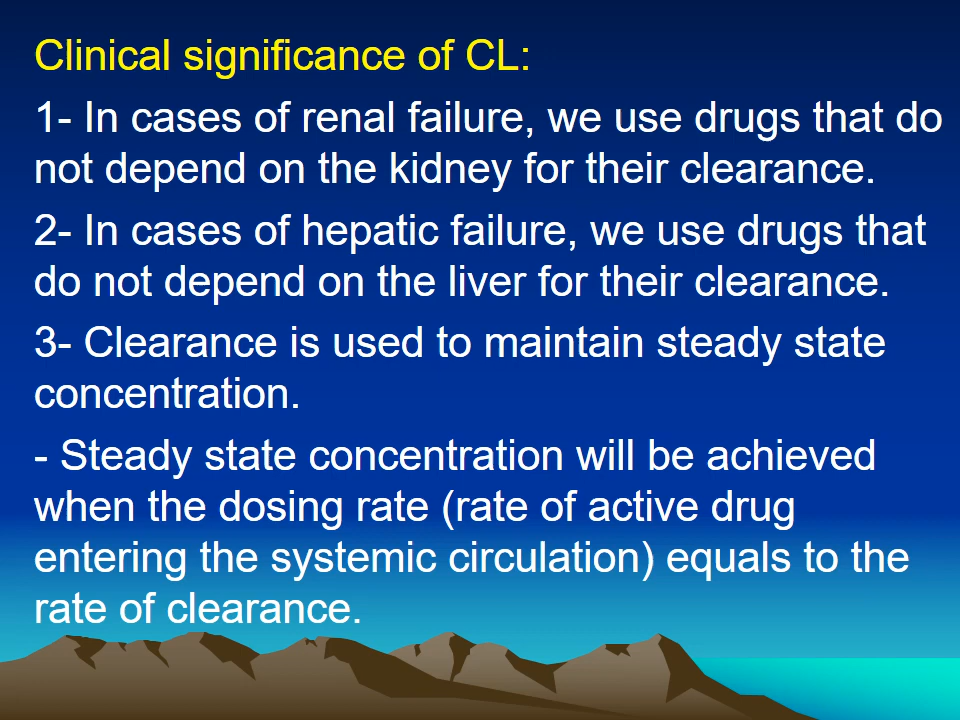 Clinical significance of CL:
1- In cases of renal failure, we use drugs that do
not depend on the kidney for their clearance.
2- In cases of hepatic failure, we use drugs that
do not depend on the liver for their clearance.
3- Clearance is used to maintain steady state
concentration.
- Steady state concentration will be achieved
when the dosing rate (rate of active drug
entering the systemic circulation) equals to the
rate of clearance.